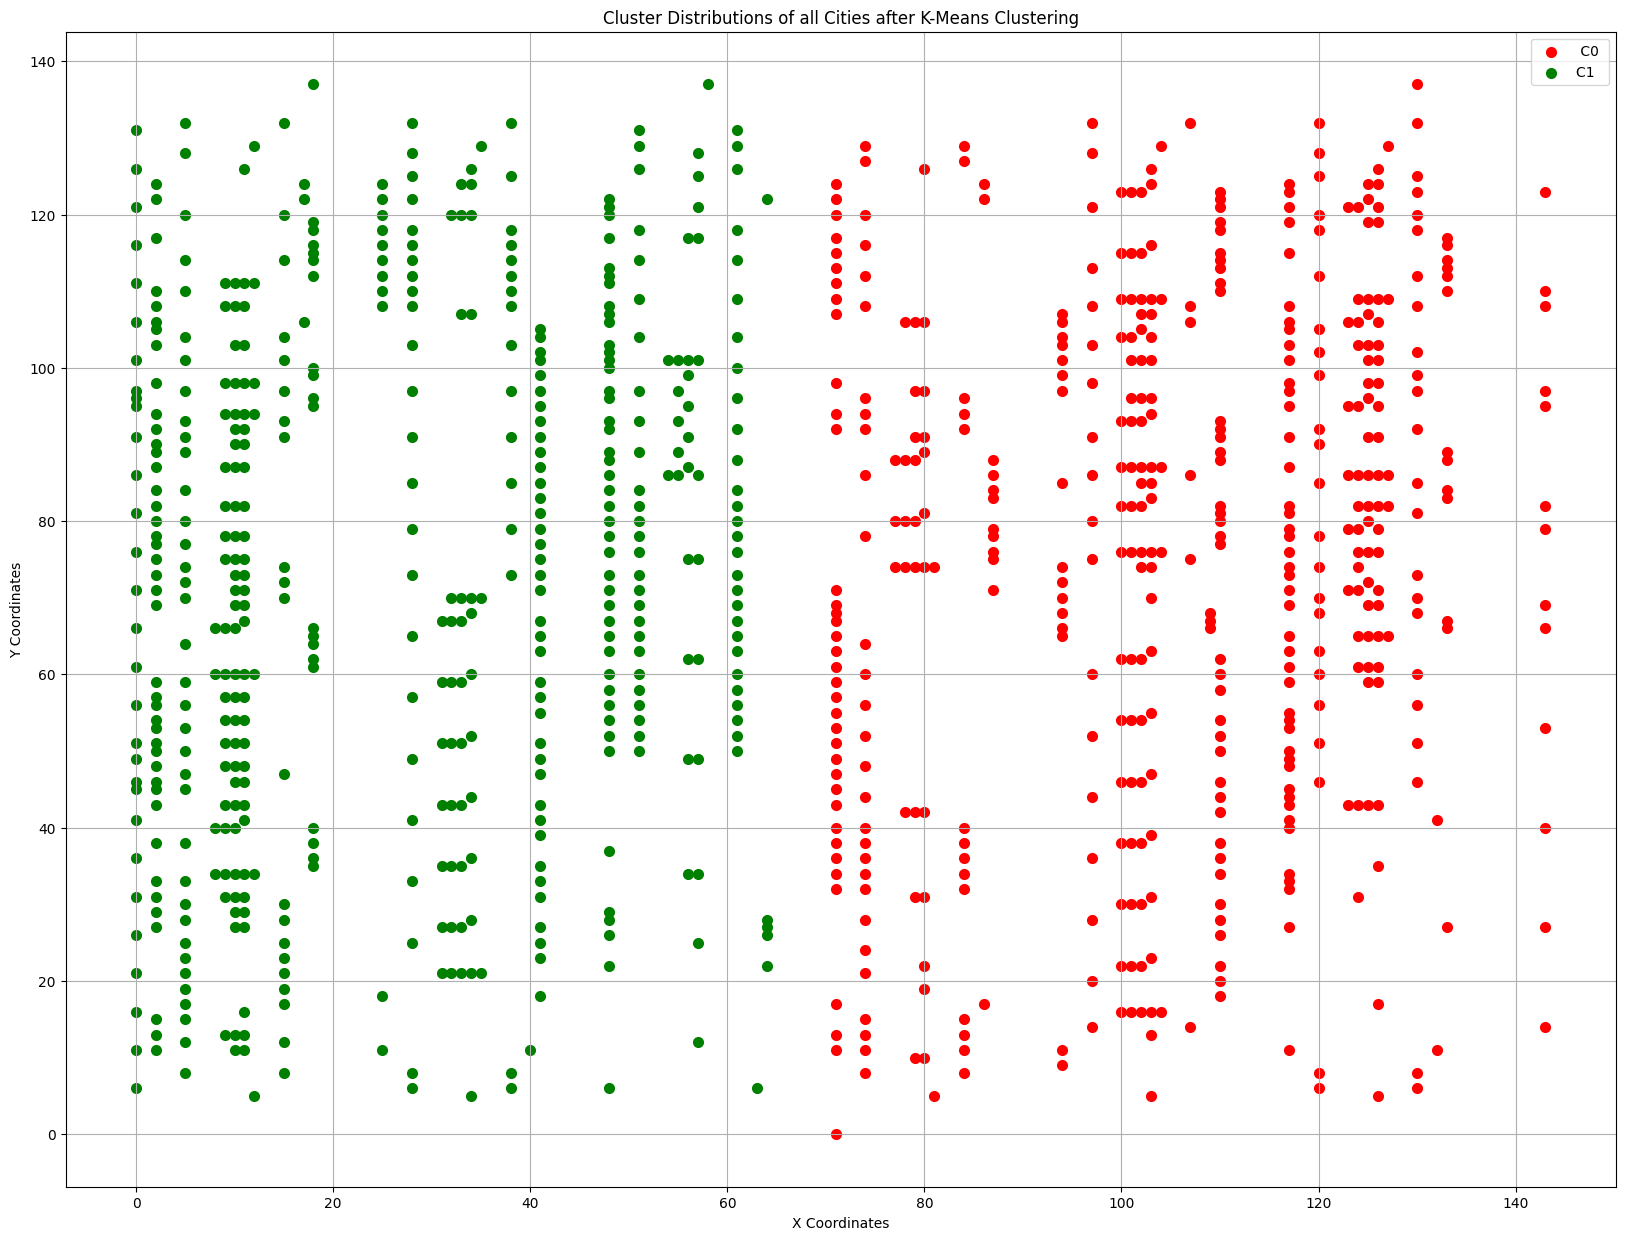 Cluster Distributions of all Cities after K-Means Clustering
C0
C1
Y Coordinates
140
120
100
80
60
40
20
0
0 20 40 60 80 100 120 140
X Coordinates